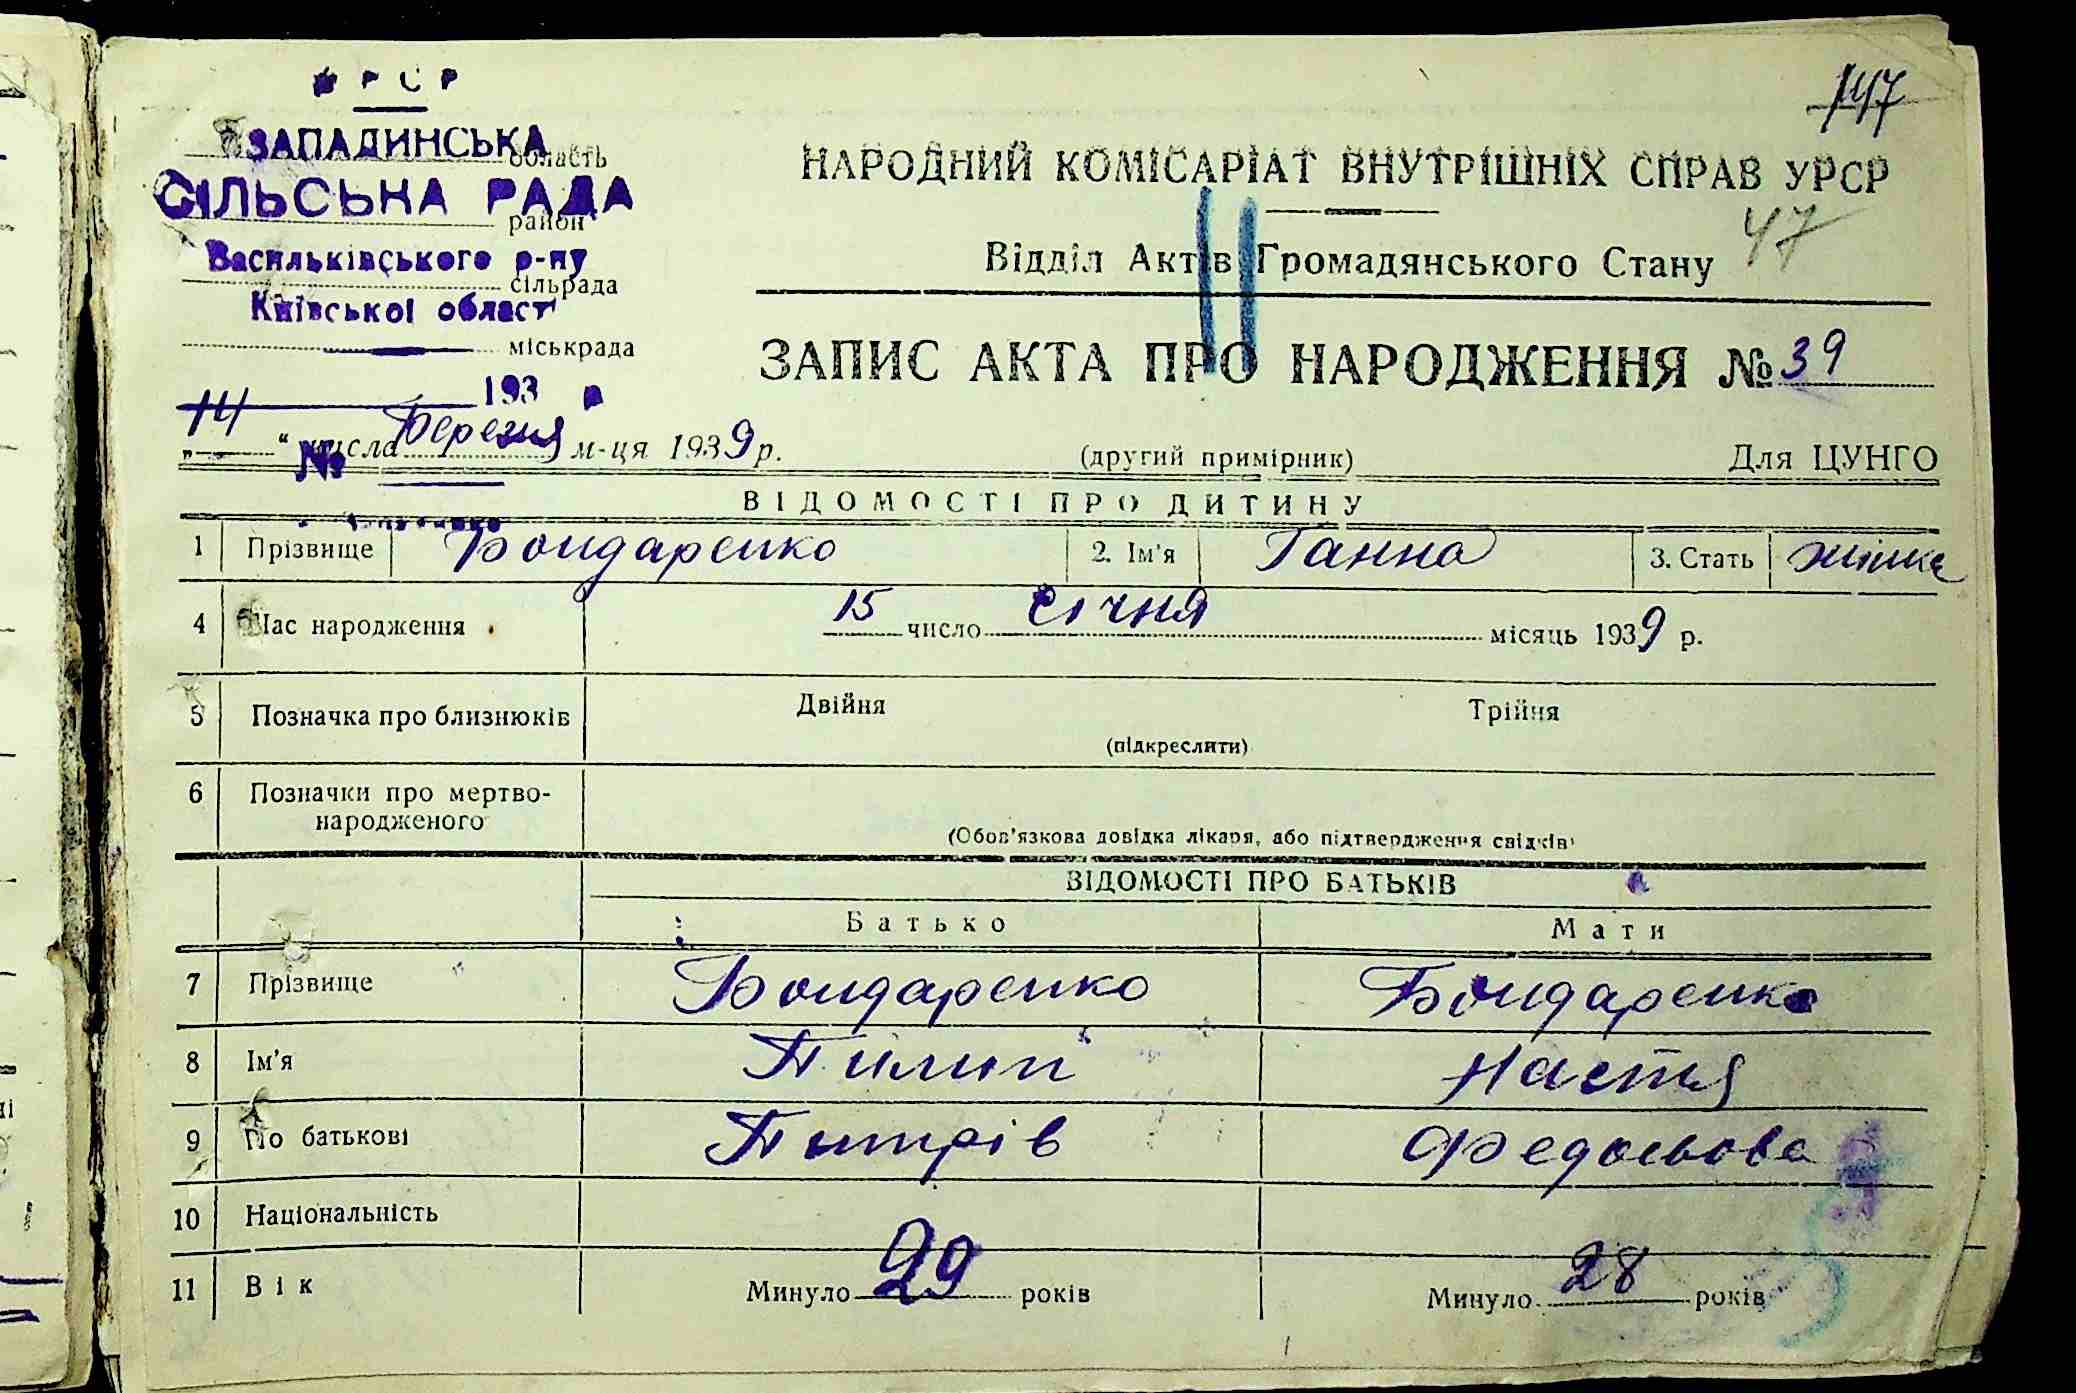 УРСР
147
ЗАПАДИНСЬКА
область
СІЛЬСЬКА РАДА
район
Васильківського р-ну
сільрада
Київської област
міськрада
193 р
14
„ “ числа Березня м-ця 1939 р.
№
НАРОДНИЙ КОМІСАРІАТ ВНУТРІШНІХ СПРАВ УРСР
47
Відділ Актів Громадянського Стану
ЗАПИС АКТА ПРО НАРОДЖЕННЯ № 39
(другий примірник) Для ЦУНГО
ВІДОМОСТІ ПРО ДИТИНУ
1 Прізвище Бондаренко 2. Ім'я Ганна 3. Стать жінка
4 Час народження 15 число січня місяць 1939 р.
5 Позначка про близнюків Двійня Трійня
(підкреслити)
6 Позначки про мертво-
народженого
(Обов'язкова довідка лікаря, або підтвердження свідків)
ВІДОМОСТІ ПРО БАТЬКІВ
Батько Мати
7 Прізвище Бондаренко Бондаренко
8 Ім'я Пилип Настя
9 По батькові Питрів Федосьова
10 Національність
11 Вік Минуло 29 років Минуло 28 років